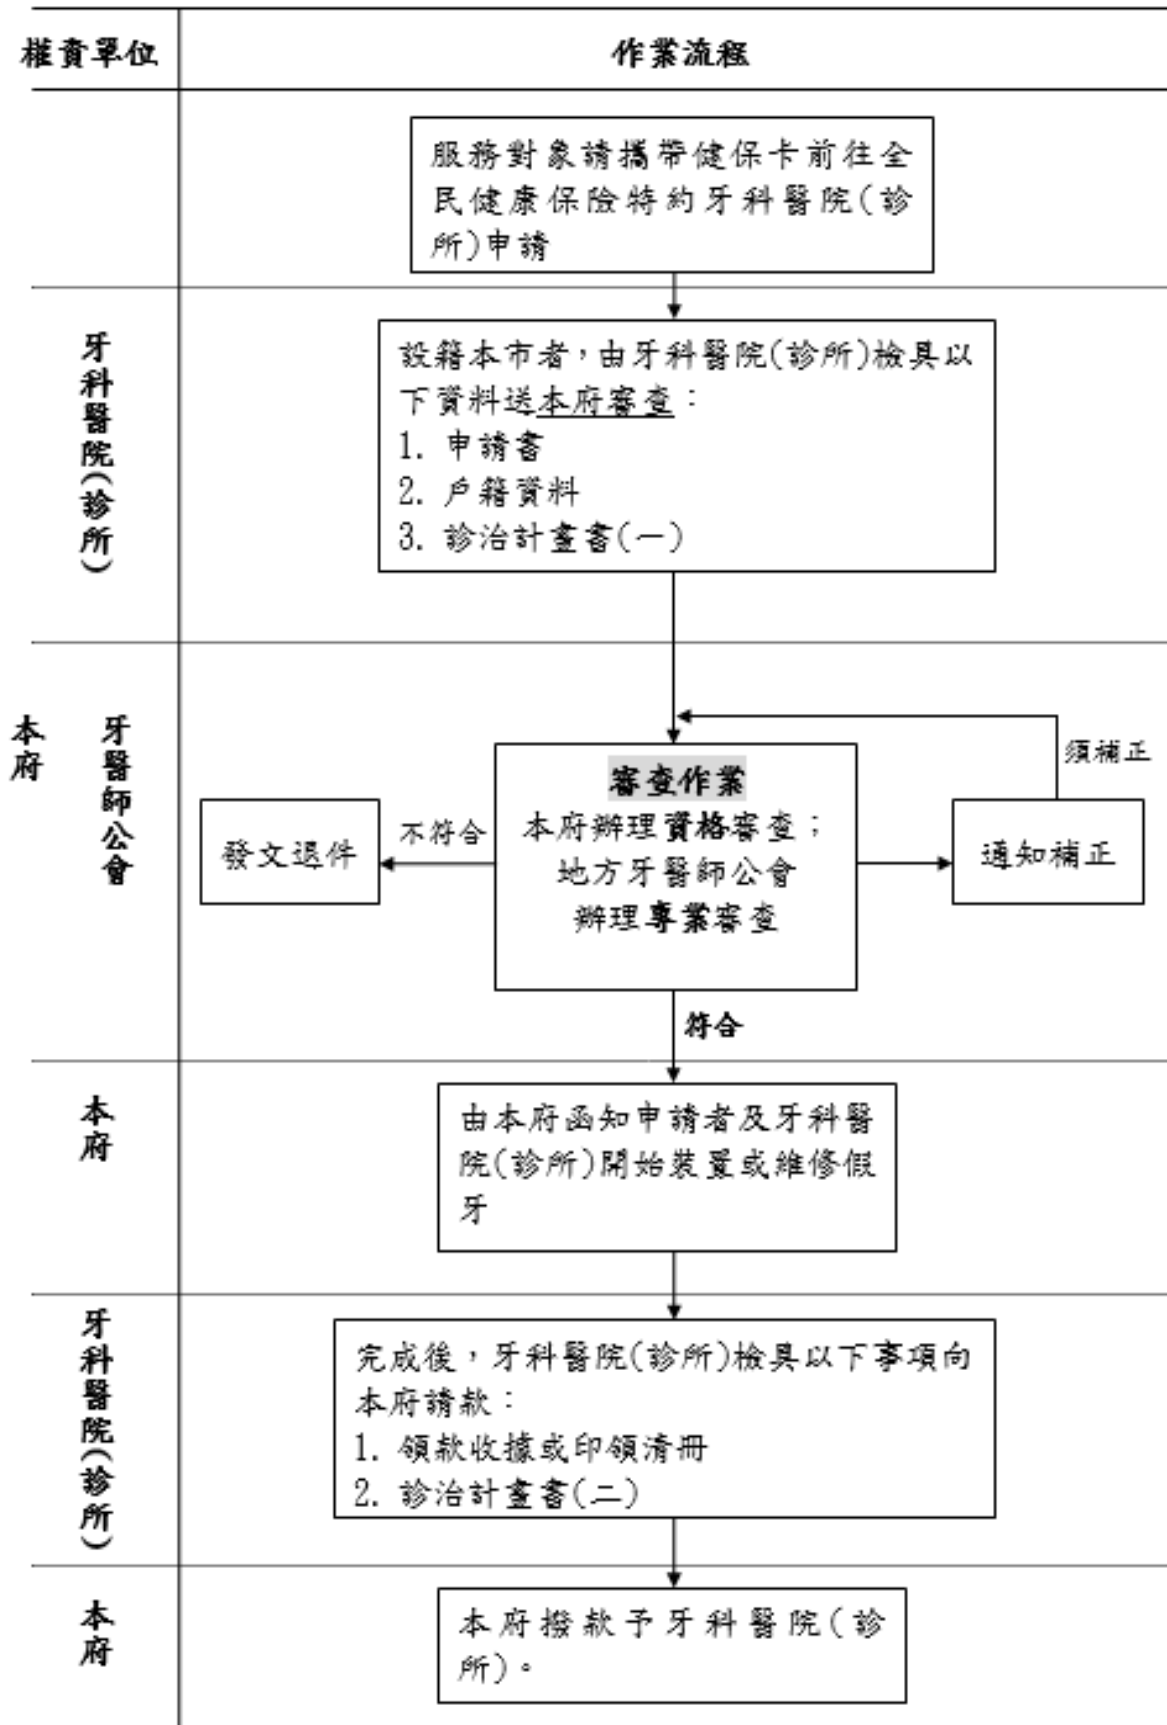 權責單位
作業流程
服務對象請攜帶健保卡前往全
民健康保險特約牙科醫院(診
所)申請
牙科醫院(診所)
設籍本市者，由牙科醫院(診所)檢具以
下資料送本府審查：
1. 申請書
2. 戶籍資料
3. 診治計畫書(一)
本府
牙醫師公會
須補正
審查作業
本府辦理資格審查；
地方牙醫師公會
辦理專業審查
不符合
發文退件
通知補正
符合
本府
由本府函知申請者及牙科醫
院(診所)開始裝置或維修假
牙
牙科醫院(診所)
完成後，牙科醫院(診所)檢具以下事項向
本府請款：
1. 領款收據或印領清冊
2. 診治計畫書(二)
本府
本府撥款予牙科醫院(診
所)。